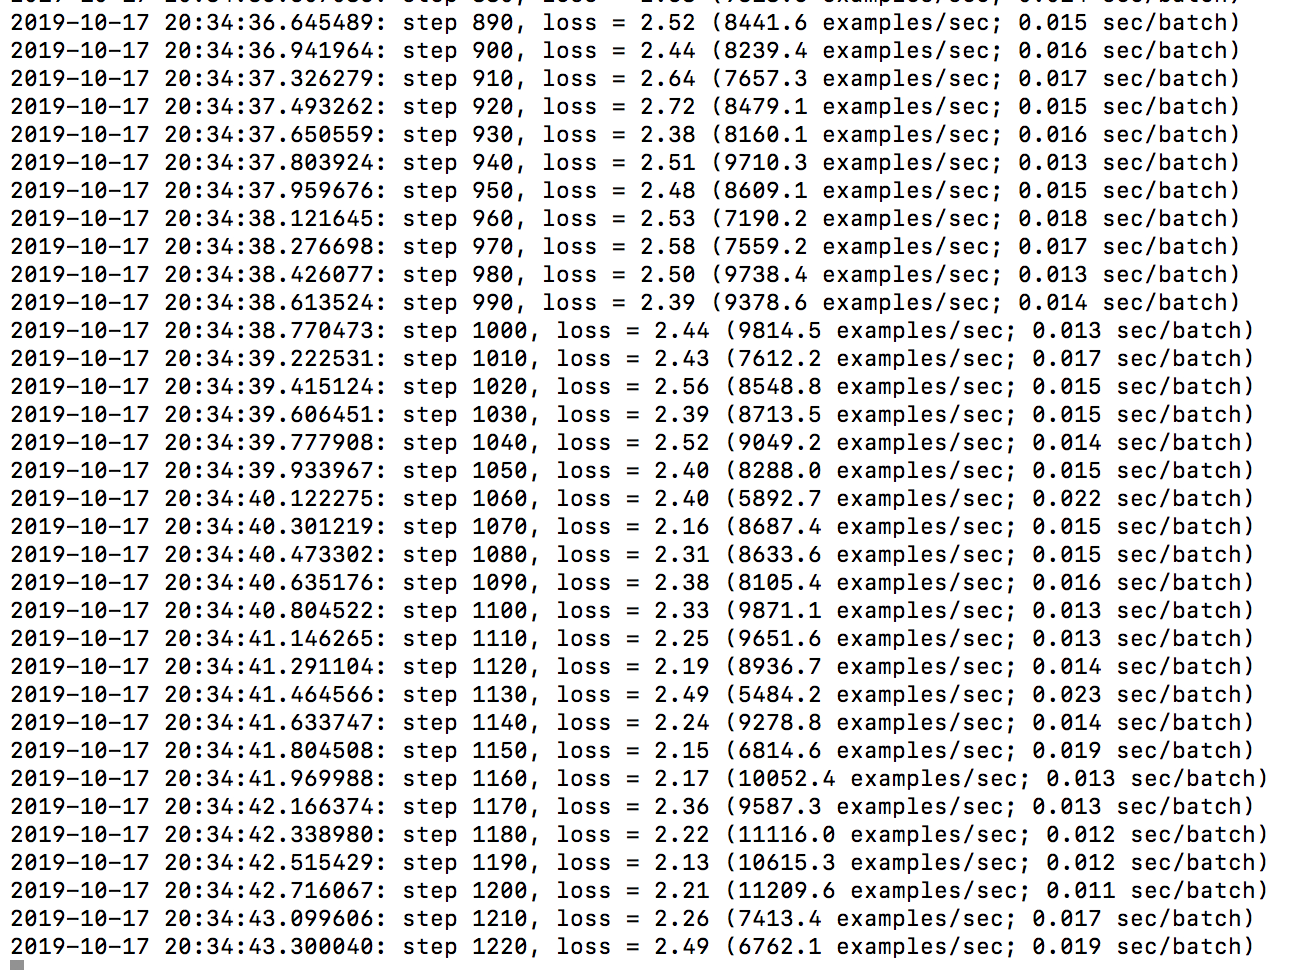 2019-10-17 20:34:36.645489: step 890, loss = 2.52 (8441.6 examples/sec; 0.015 sec/batch)
2019-10-17 20:34:36.941964: step 900, loss = 2.44 (8239.4 examples/sec; 0.016 sec/batch)
2019-10-17 20:34:37.326279: step 910, loss = 2.64 (7657.3 examples/sec; 0.017 sec/batch)
2019-10-17 20:34:37.493262: step 920, loss = 2.72 (8479.1 examples/sec; 0.015 sec/batch)
2019-10-17 20:34:37.650559: step 930, loss = 2.38 (8160.1 examples/sec; 0.016 sec/batch)
2019-10-17 20:34:37.803924: step 940, loss = 2.51 (9710.3 examples/sec; 0.013 sec/batch)
2019-10-17 20:34:37.959676: step 950, loss = 2.48 (8609.1 examples/sec; 0.015 sec/batch)
2019-10-17 20:34:38.121645: step 960, loss = 2.53 (7190.2 examples/sec; 0.018 sec/batch)
2019-10-17 20:34:38.276698: step 970, loss = 2.58 (7559.2 examples/sec; 0.017 sec/batch)
2019-10-17 20:34:38.426077: step 980, loss = 2.50 (9738.4 examples/sec; 0.013 sec/batch)
2019-10-17 20:34:38.613524: step 990, loss = 2.39 (9378.6 examples/sec; 0.014 sec/batch)
2019-10-17 20:34:38.770473: step 1000, loss = 2.44 (9814.5 examples/sec; 0.013 sec/batch)
2019-10-17 20:34:39.222531: step 1010, loss = 2.43 (7612.2 examples/sec; 0.017 sec/batch)
2019-10-17 20:34:39.415124: step 1020, loss = 2.56 (8548.8 examples/sec; 0.015 sec/batch)
2019-10-17 20:34:39.606451: step 1030, loss = 2.39 (8713.5 examples/sec; 0.015 sec/batch)
2019-10-17 20:34:39.777908: step 1040, loss = 2.52 (9049.2 examples/sec; 0.014 sec/batch)
2019-10-17 20:34:39.933967: step 1050, loss = 2.40 (8288.0 examples/sec; 0.015 sec/batch)
2019-10-17 20:34:40.122275: step 1060, loss = 2.40 (5892.7 examples/sec; 0.022 sec/batch)
2019-10-17 20:34:40.301219: step 1070, loss = 2.16 (8687.4 examples/sec; 0.015 sec/batch)
2019-10-17 20:34:40.473302: step 1080, loss = 2.31 (8633.6 examples/sec; 0.015 sec/batch)
2019-10-17 20:34:40.635176: step 1090, loss = 2.38 (8105.4 examples/sec; 0.016 sec/batch)
2019-10-17 20:34:40.804522: step 1100, loss = 2.33 (9871.1 examples/sec; 0.013 sec/batch)
2019-10-17 20:34:41.146265: step 1110, loss = 2.25 (9651.6 examples/sec; 0.013 sec/batch)
2019-10-17 20:34:41.291104: step 1120, loss = 2.19 (8936.7 examples/sec; 0.014 sec/batch)
2019-10-17 20:34:41.464566: step 1130, loss = 2.49 (5484.2 examples/sec; 0.023 sec/batch)
2019-10-17 20:34:41.633747: step 1140, loss = 2.24 (9278.8 examples/sec; 0.014 sec/batch)
2019-10-17 20:34:41.804508: step 1150, loss = 2.15 (6814.6 examples/sec; 0.019 sec/batch)
2019-10-17 20:34:41.969988: step 1160, loss = 2.17 (10052.4 examples/sec; 0.013 sec/batch)
2019-10-17 20:34:42.166374: step 1170, loss = 2.36 (9587.3 examples/sec; 0.013 sec/batch)
2019-10-17 20:34:42.338980: step 1180, loss = 2.22 (11116.0 examples/sec; 0.012 sec/batch)
2019-10-17 20:34:42.515429: step 1190, loss = 2.13 (10615.3 examples/sec; 0.012 sec/batch)
2019-10-17 20:34:42.716067: step 1200, loss = 2.21 (11209.6 examples/sec; 0.011 sec/batch)
2019-10-17 20:34:43.099606: step 1210, loss = 2.26 (7413.4 examples/sec; 0.017 sec/batch)
2019-10-17 20:34:43.300040: step 1220, loss = 2.49 (6762.1 examples/sec; 0.019 sec/batch)